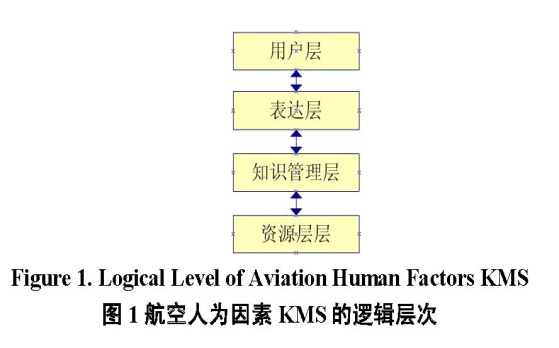 用户层
表达层
知识管理层
资源层层
Figure 1. Logical Level of Aviation Human Factors KMS
图 1 航空人为因素 KMS 的逻辑层次